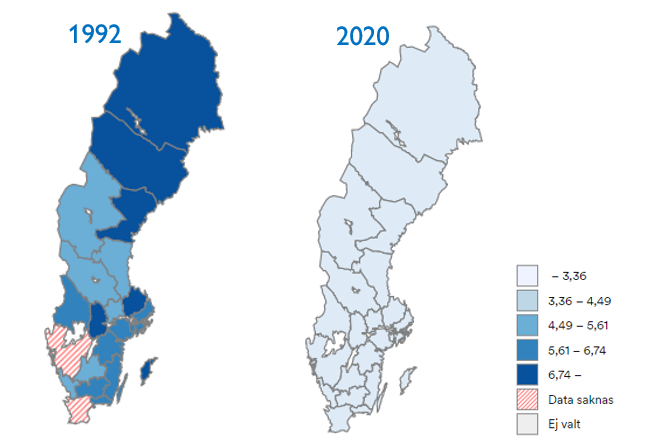 1992
2020
– 3,36
3,36 – 4,49
4,49 – 5,61
5,61 – 6,74
6,74 –
Data saknas
Ej valt